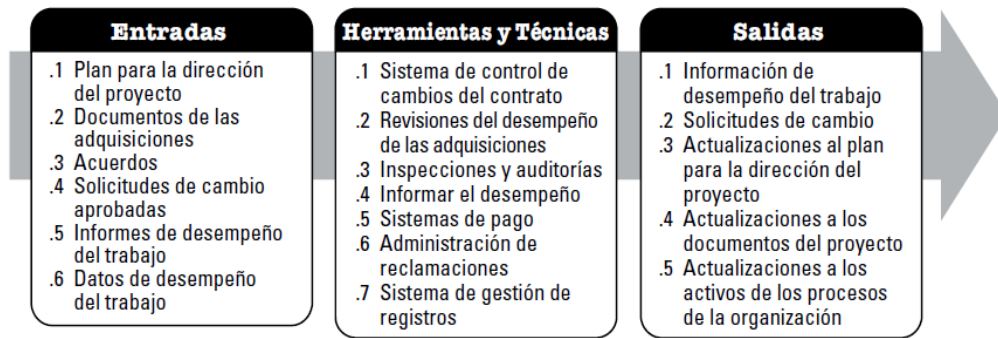 Entradas
.1 Plan para la dirección
del proyecto
.2 Documentos de las
adquisiciones
.3 Acuerdos
.4 Solicitudes de cambio
aprobadas
.5 Informes de desempeño
del trabajo
.6 Datos de desempeño
del trabajo
Herramientas y Técnicas
.1 Sistema de control de
cambios del contrato
.2 Revisiones del desempeño
de las adquisiciones
.3 Inspecciones y auditorías
.4 Informar el desempeño
.5 Sistemas de pago
.6 Administración de
reclamaciones
.7 Sistema de gestión de
registros
Salidas
.1 Información de
desempeño del trabajo
.2 Solicitudes de cambio
.3 Actualizaciones al plan
para la dirección del
proyecto
.4 Actualizaciones a los
documentos del proyecto
.5 Actualizaciones a los
activos de los procesos
de la organización